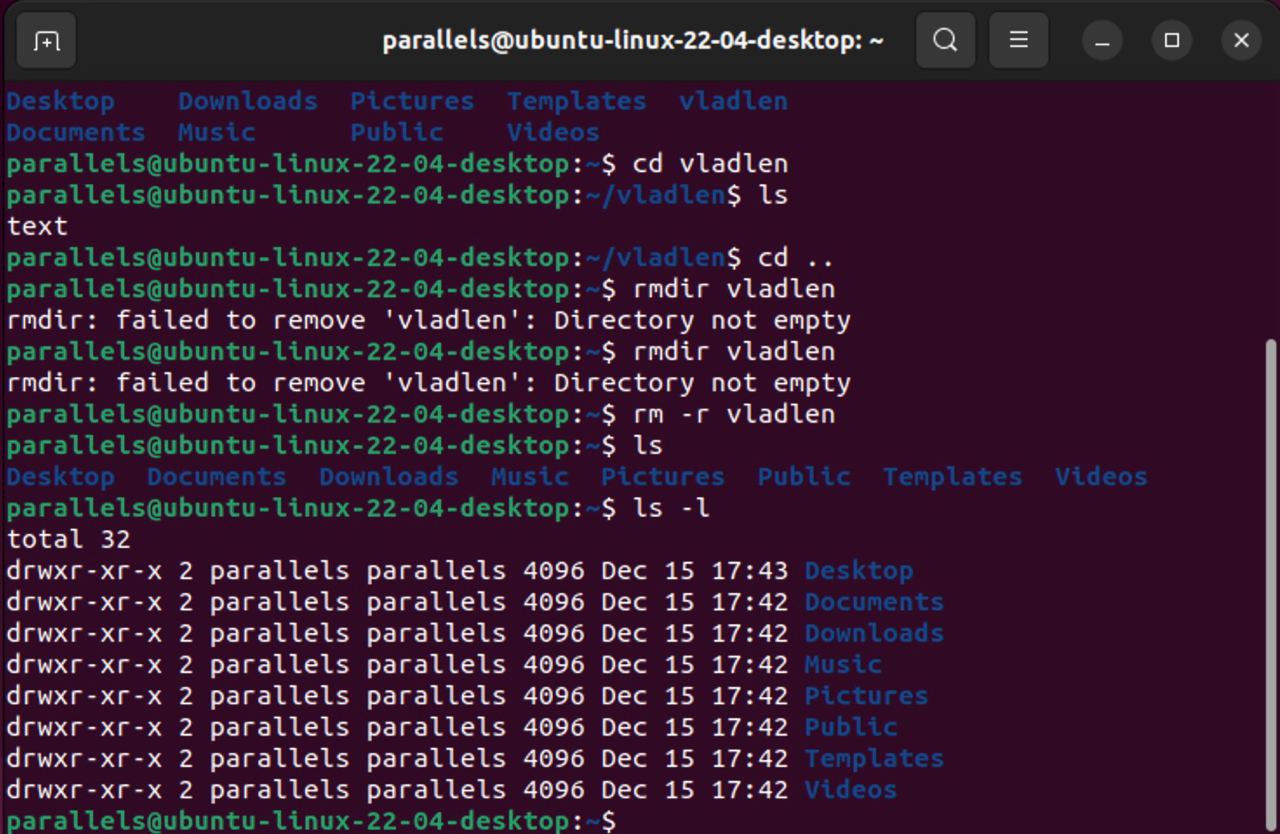 parallels@ubuntu-linux-22-04-desktop: ~
Desktop    Downloads  Pictures  Templates  vladlen
Documents  Music      Public    Videos
parallels@ubuntu-linux-22-04-desktop:~$ cd vladlen
parallels@ubuntu-linux-22-04-desktop:~/vladlen$ ls
text
parallels@ubuntu-linux-22-04-desktop:~/vladlen$ cd ..
parallels@ubuntu-linux-22-04-desktop:~$ rmdir vladlen
rmdir: failed to remove 'vladlen': Directory not empty
parallels@ubuntu-linux-22-04-desktop:~$ rmdir vladlen
rmdir: failed to remove 'vladlen': Directory not empty
parallels@ubuntu-linux-22-04-desktop:~$ rm -r vladlen
parallels@ubuntu-linux-22-04-desktop:~$ ls
Desktop  Documents  Downloads  Music  Pictures  Public  Templates  Videos
parallels@ubuntu-linux-22-04-desktop:~$ ls -l
total 32
drwxr-xr-x 2 parallels parallels 4096 Dec 15 17:43 Desktop
drwxr-xr-x 2 parallels parallels 4096 Dec 15 17:42 Documents
drwxr-xr-x 2 parallels parallels 4096 Dec 15 17:42 Downloads
drwxr-xr-x 2 parallels parallels 4096 Dec 15 17:42 Music
drwxr-xr-x 2 parallels parallels 4096 Dec 15 17:42 Pictures
drwxr-xr-x 2 parallels parallels 4096 Dec 15 17:42 Public
drwxr-xr-x 2 parallels parallels 4096 Dec 15 17:42 Templates
drwxr-xr-x 2 parallels parallels 4096 Dec 15 17:42 Videos
parallels@ubuntu-linux-22-04-desktop:~$